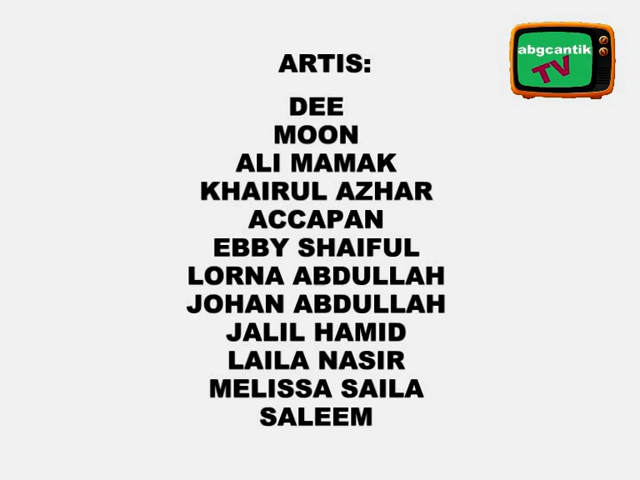 abgcantik
TV
ARTIS:
DEE
MOON
ALI MAMAK
KHAIRUL AZHAR
ACCAPAN
EBBY SHAIFUL
LORNA ABDULLAH
JOHAN ABDULLAH
JALIL HAMID
LAILA NASIR
MELISSA SAILA
SALEEM